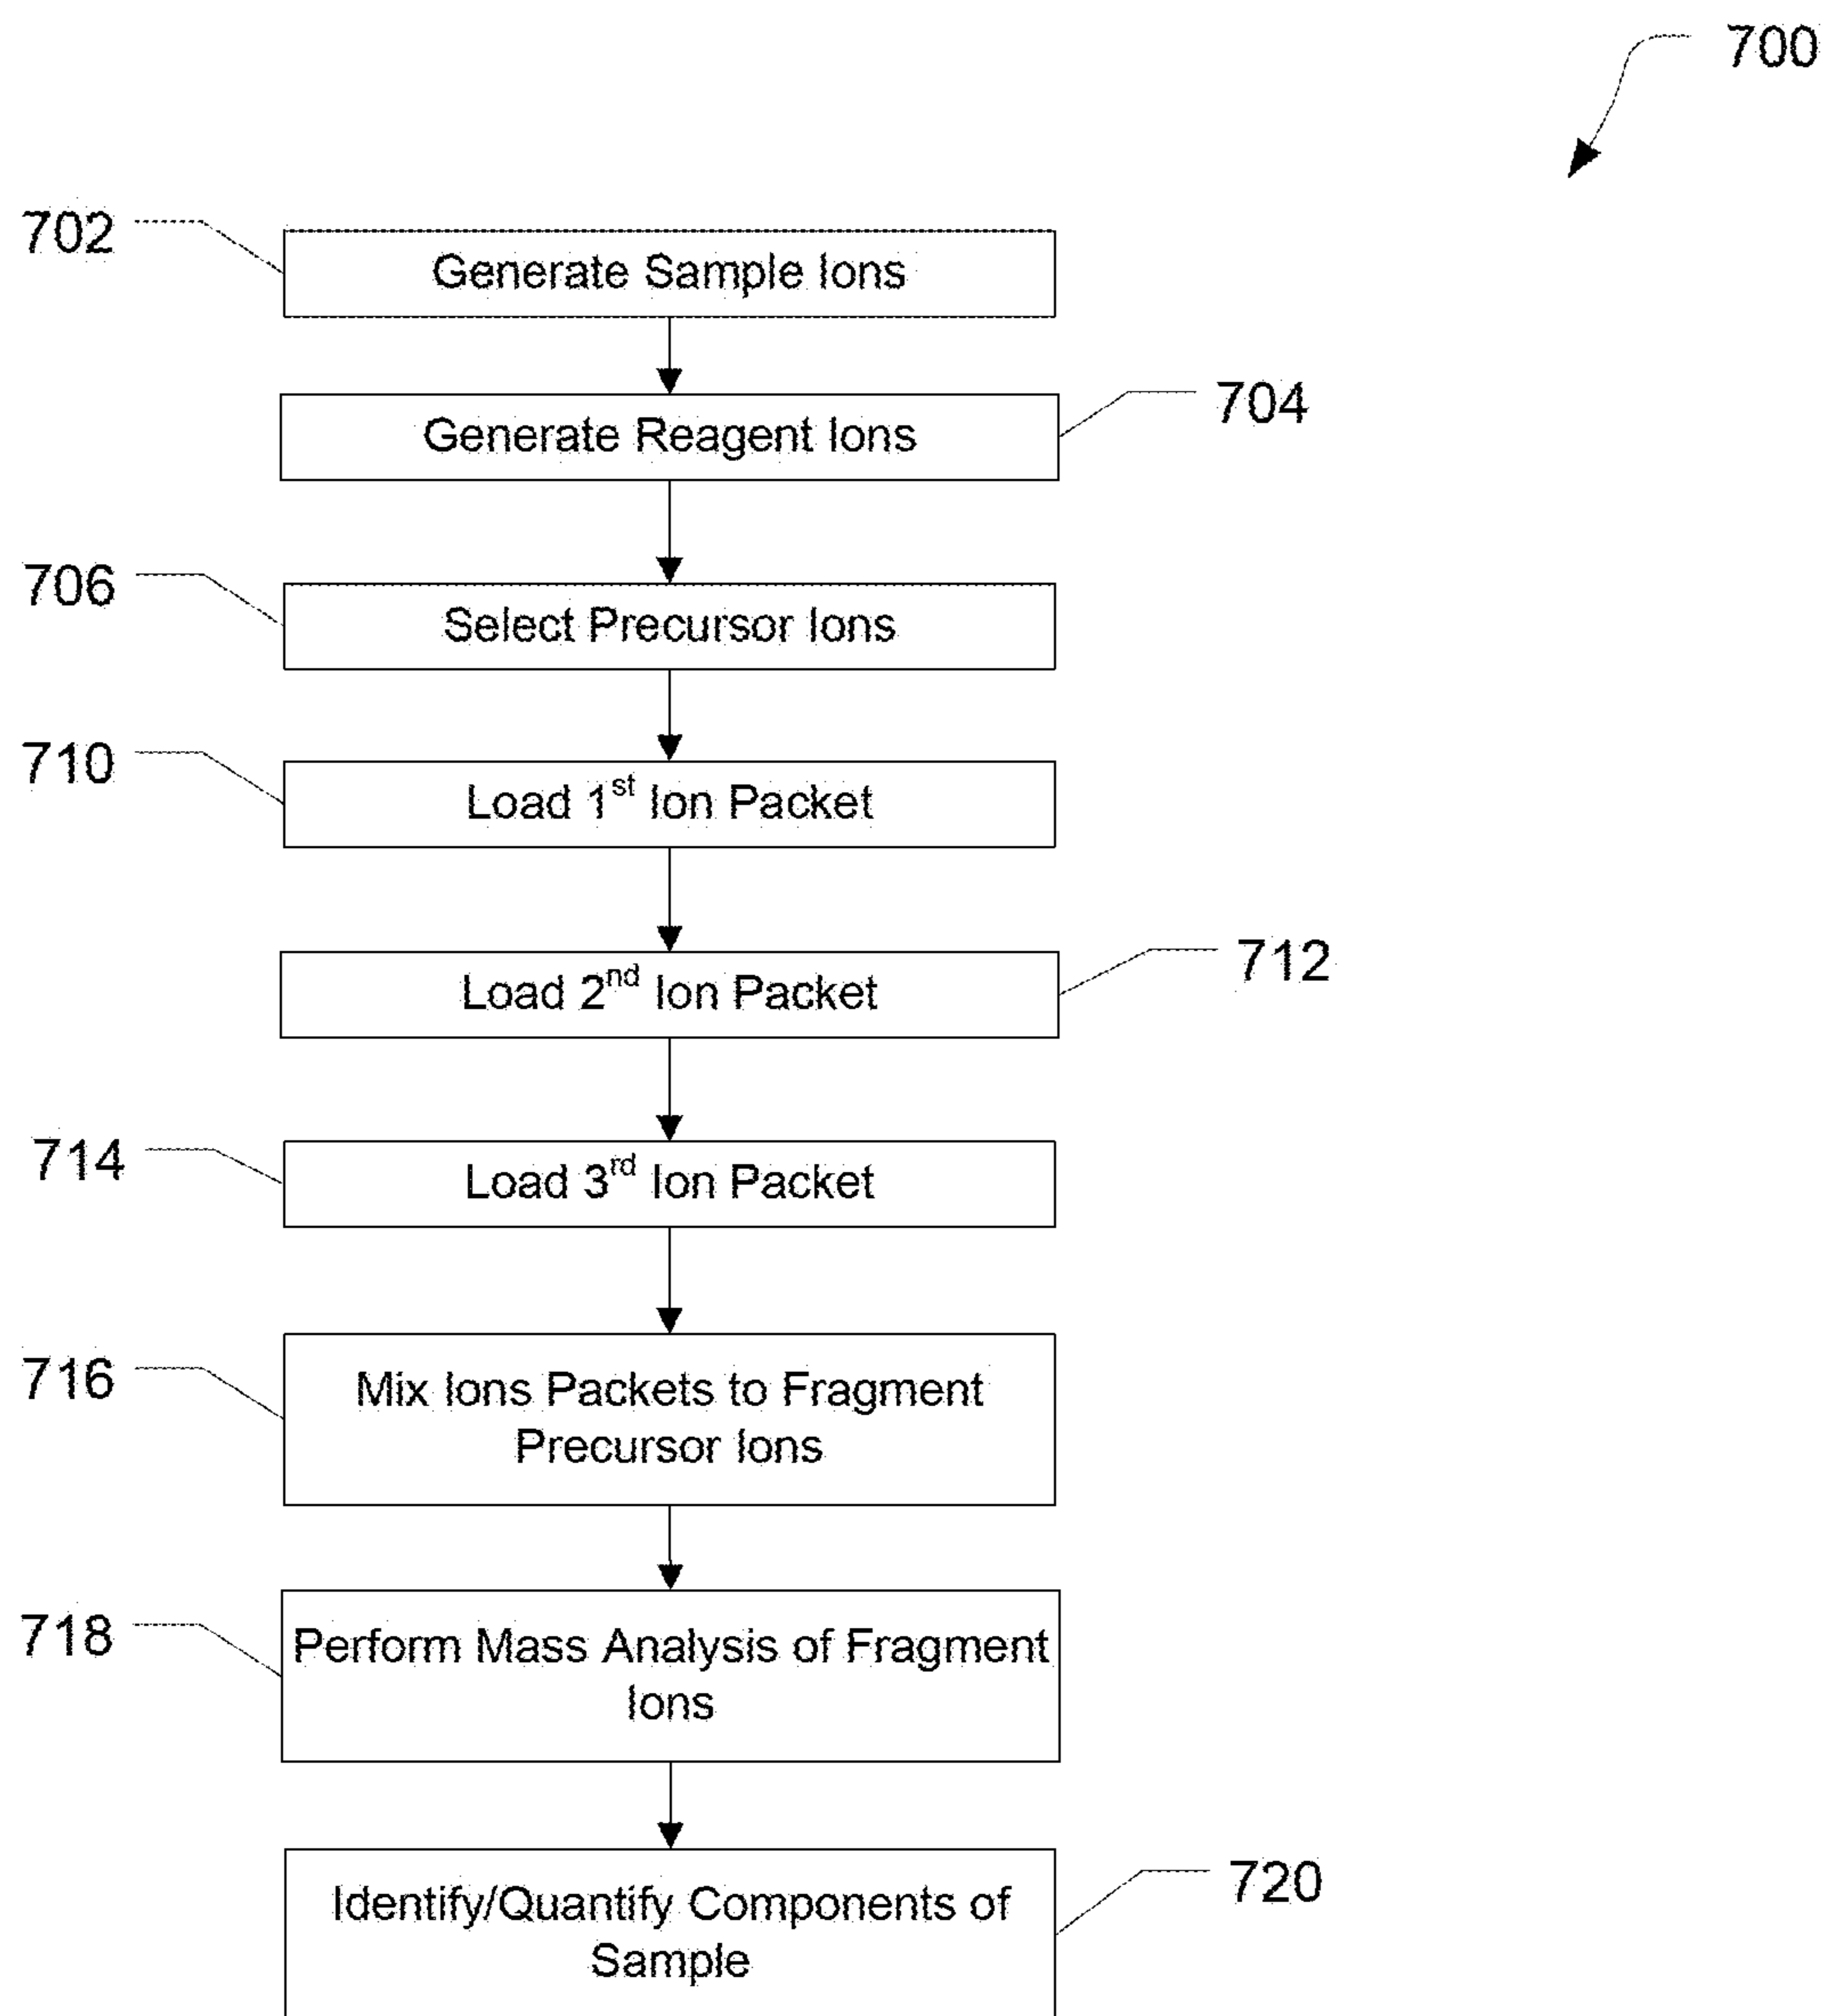 700
702
Generate Sample Ions
704
Generate Reagent Ions
706
Select Precursor Ions
710
Load 1st Ion Packet
712
Load 2nd Ion Packet
714
Load 3rd Ion Packet
716
Mix Ions Packets to Fragment
Precursor Ions
718
Perform Mass Analysis of Fragment
Ions
720
Identify/Quantify Components of
Sample